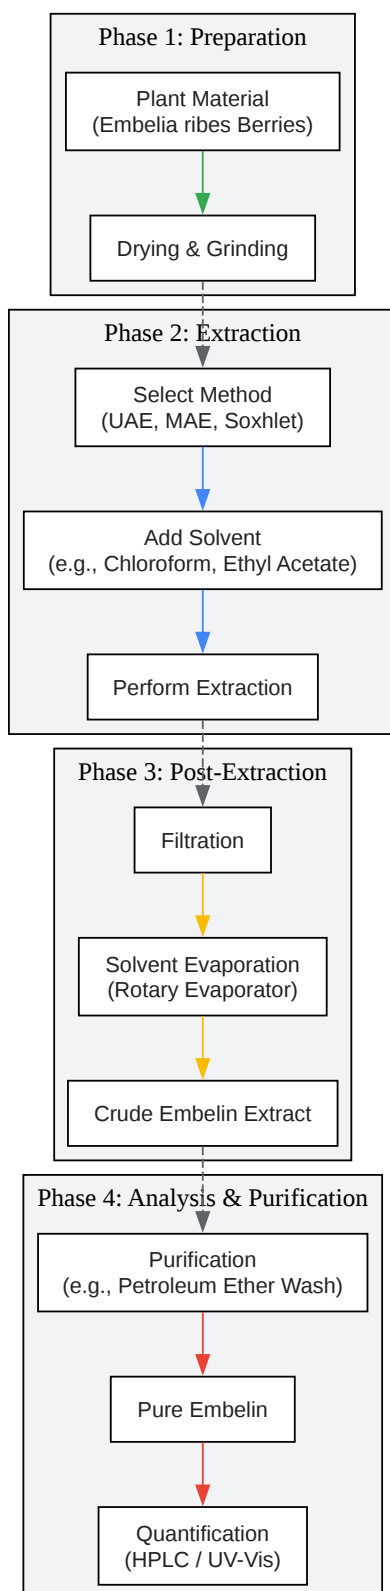 Phase 1: Preparation
Plant Material
(Embelia ribes Berries)
Drying & Grinding
Phase 2: Extraction
Select Method
(UAE, MAE, Soxhlet)
Add Solvent
(e.g., Chloroform, Ethyl Acetate)
Perform Extraction
Phase 3: Post-Extraction
Filtration
Solvent Evaporation
(Rotary Evaporator)
Crude Embelin Extract
Phase 4: Analysis & Purification
Purification
(e.g., Petroleum Ether Wash)
Pure Embelin
Quantification
(HPLC / UV-Vis)